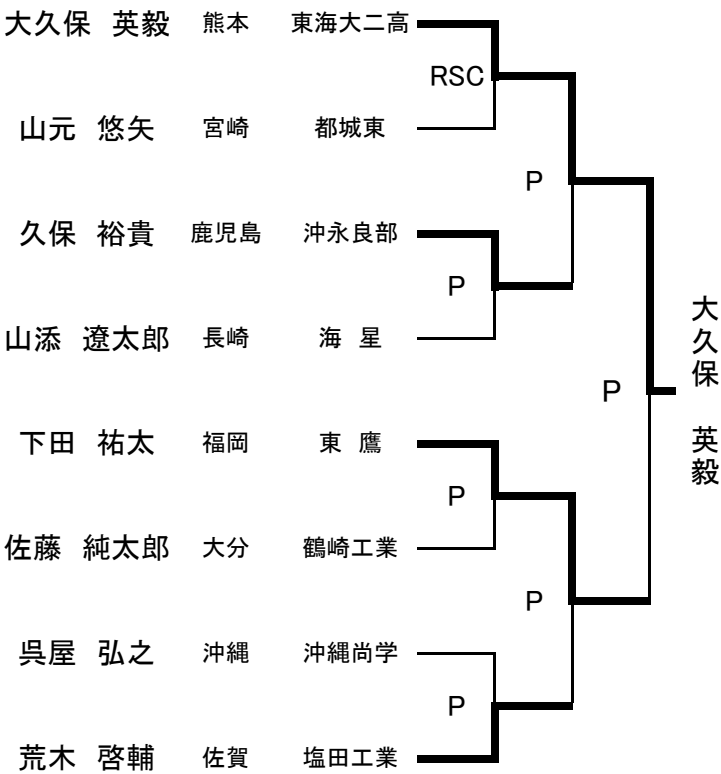 大久保 英毅 熊本 東海大二高
RSC
山元 悠矢 宮崎 都城東
P
久保 裕貴 鹿児島 沖永良部
P
山添 遼太郎 長崎 海 星
P
大久保 英毅
下田 祐太 福岡 東 鷹
P
佐藤 純太郎 大分 鶴崎工業
P
呉屋 弘之 沖縄 沖縄尚学
P
荒木 啓輔 佐賀 塩田工業